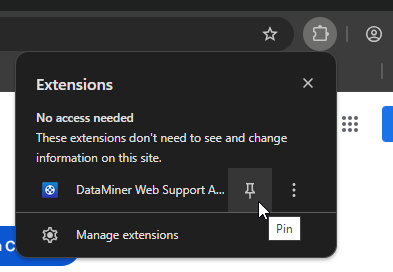 Extensions
No access needed
These extensions don't need to see and change
information on this site.
DataMiner Web Support A...
Pin
Manage extensions